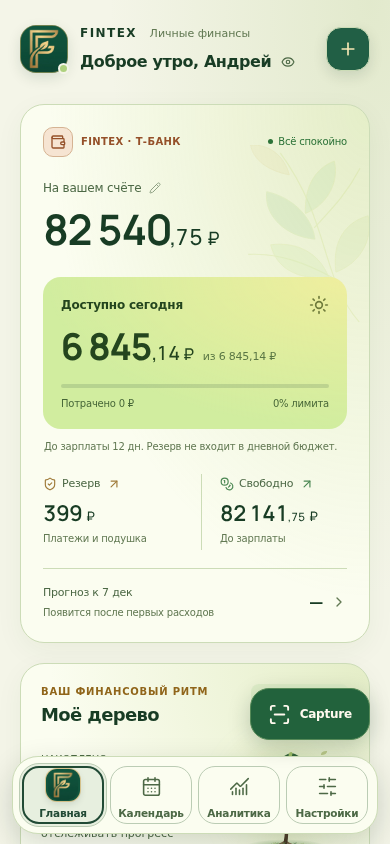 FINTEX Личные финансы
Доброе утро, Андрей
FINTEX · Т-БАНК
Всё спокойно
На вашем счёте
82 540,75 ₽
Доступно сегодня
6 845,14 ₽ из 6 845,14 ₽
Потрачено 0 ₽
0% лимита
До зарплаты 12 дн. Резерв не входит в дневной бюджет.
Резерв
399 ₽
Платежи и подушка
Свободно
82 141,75 ₽
До зарплаты
Прогноз к 7 дек
—
Появится после первых расходов
ВАШ ФИНАНСОВЫЙ РИТМ
Моё дерево
Capture
Главная
Календарь
Аналитика
Настройки
отслеживать прогресс